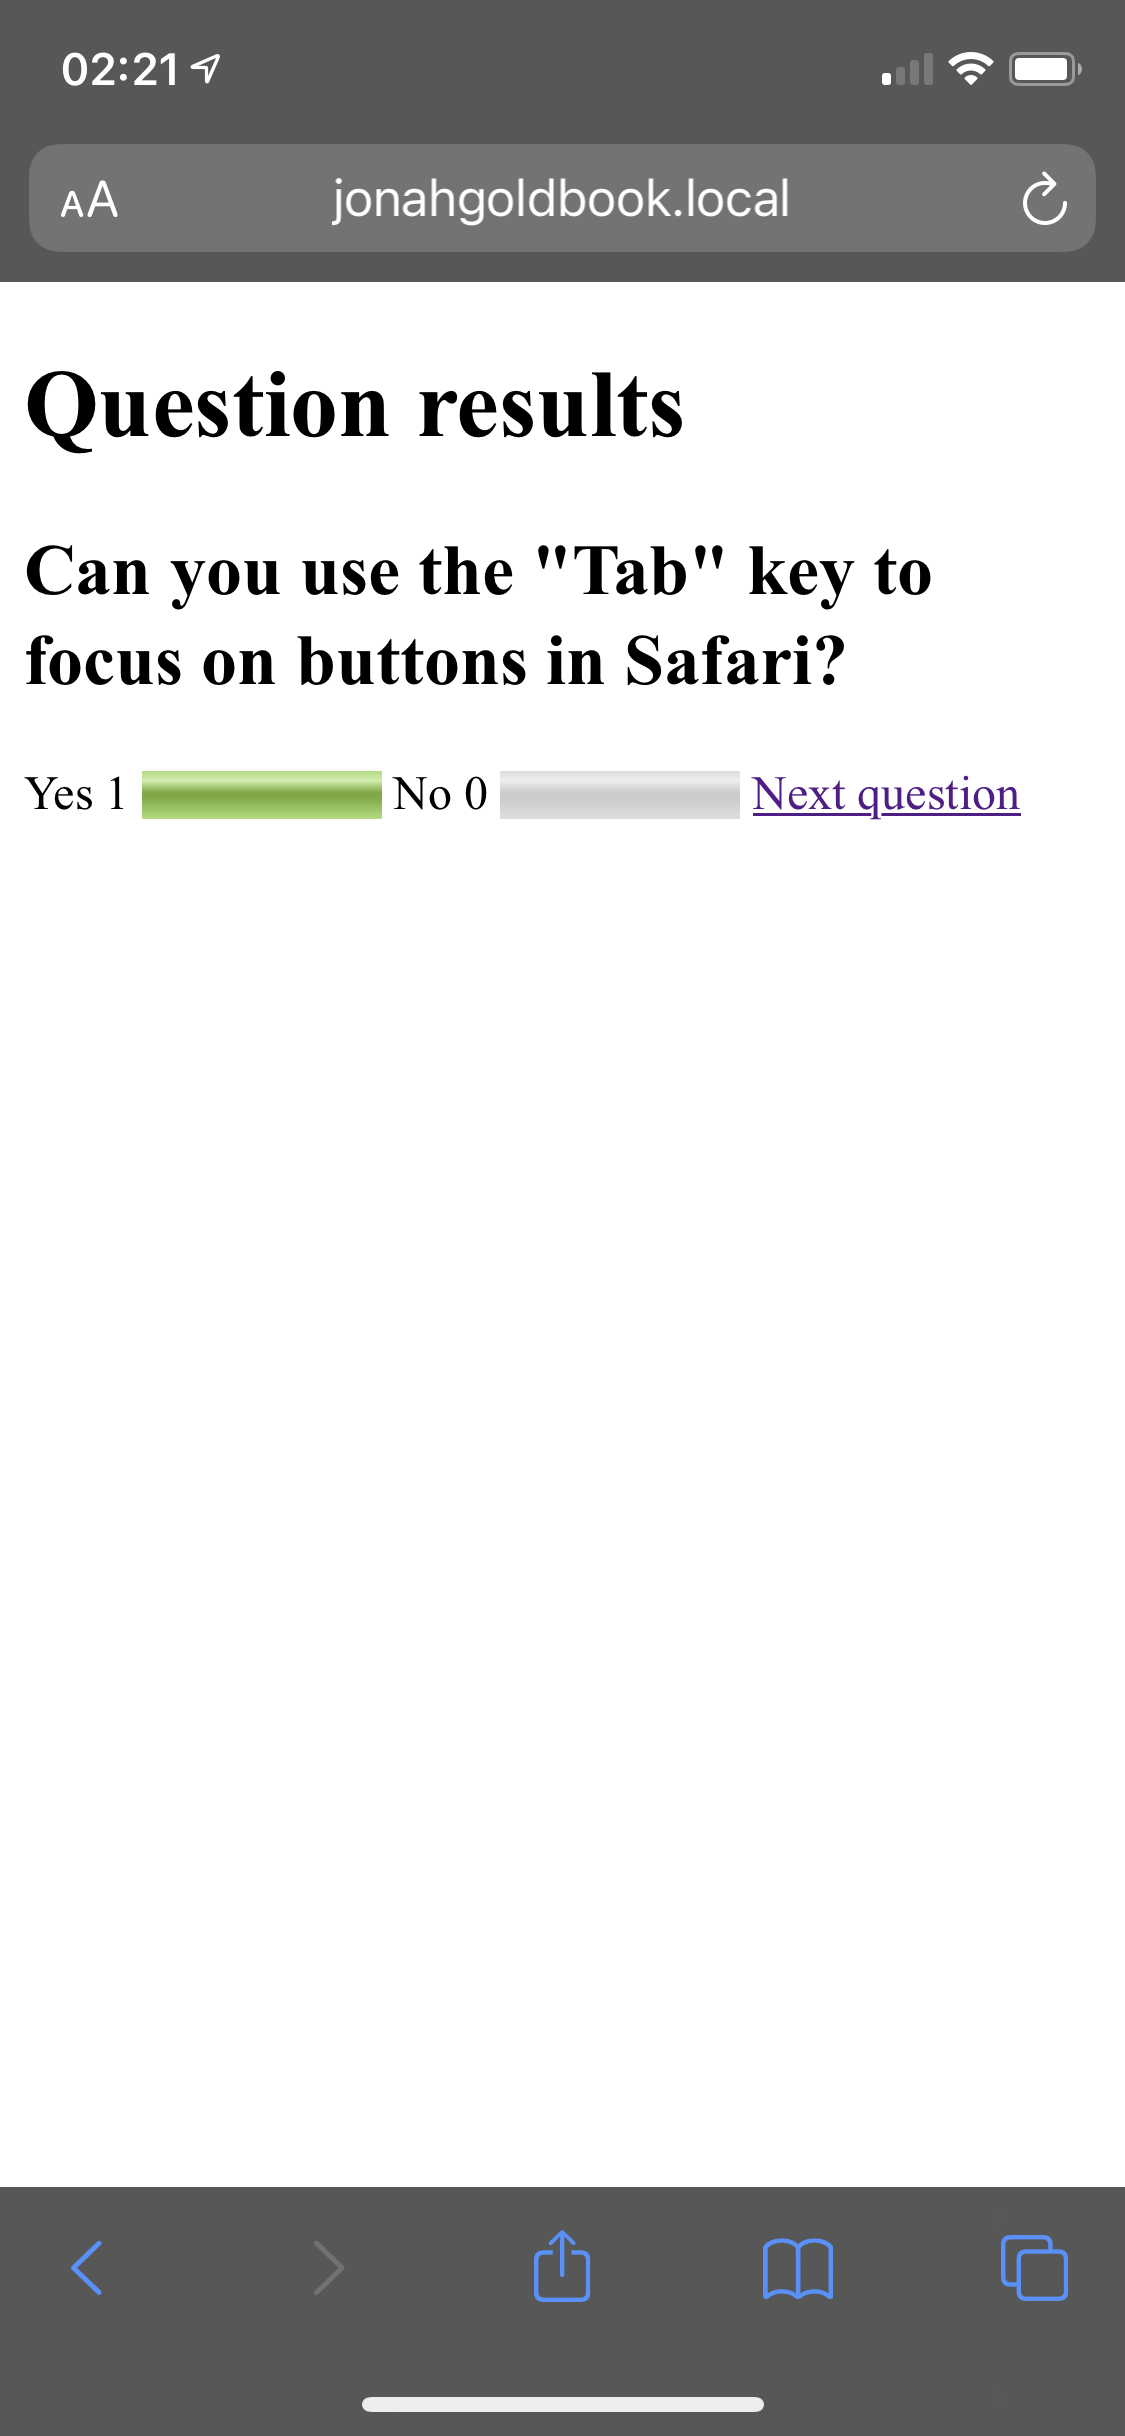 02:21
AA jonahgoldbook.local
Question results
Can you use the "Tab" key to
focus on buttons in Safari?
Yes 1 No 0 Next question